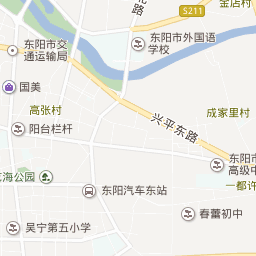 北路
金店村
S211
东阳市交
通运输局
东阳市外国语
学校
国美
高张村
成家里村
兴平东路
阳台栏杆
东阳市
高级中
一都许
江海公园
东阳汽车东站
春蕾初中
吴宁第五小学